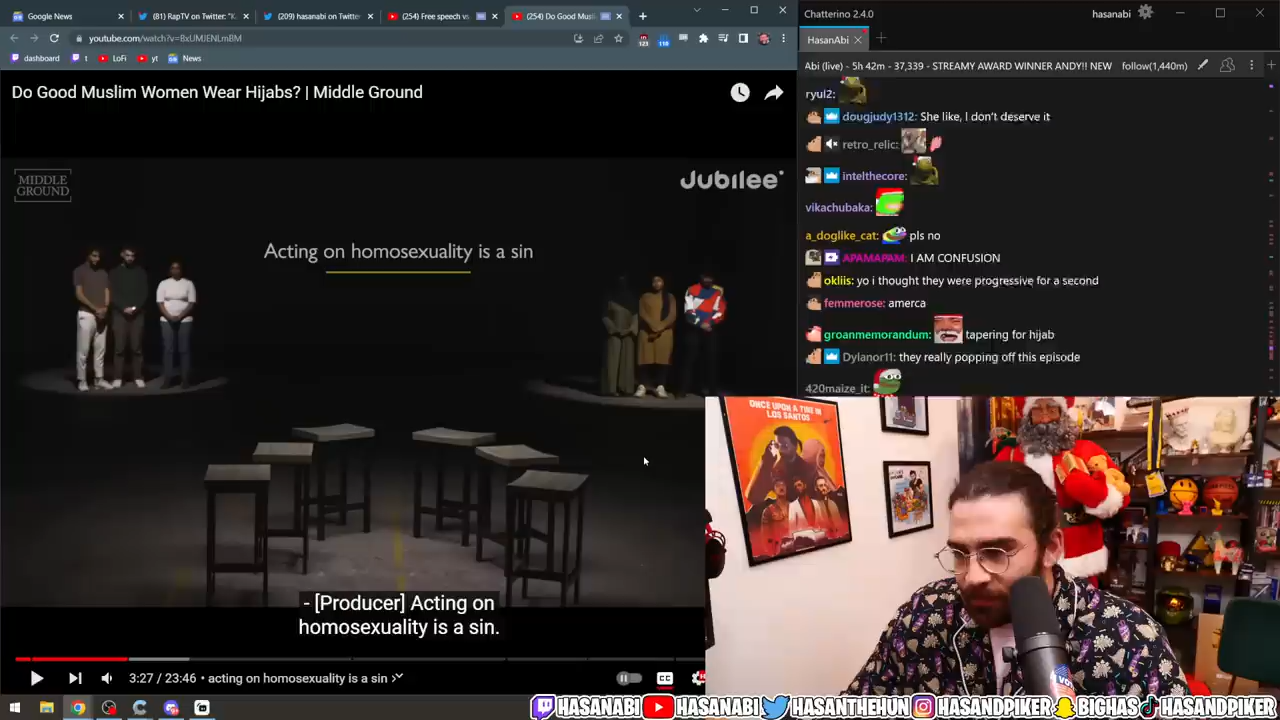 Google News
(81) RapTV on Twitter: "K
(209) hasanabi on Twitter
(254) Free speech v
(254) Do Good Musli
youtube.com/watch?v=BxUMJENLmBM
dashboard
t
LoFi
yt
News
Do Good Muslim Women Wear Hijabs? | Middle Ground
MIDDLE
GROUND
Jubilee
Acting on homosexuality is a sin
- [Producer] Acting on
homosexuality is a sin.
3:27 / 23:46 • acting on homosexuality is a sin
CC
Chatterino 2.4.0
hasanabi
HasanAbi
Abi (live) - 5h 42m - 37,339 - STREAMY AWARD WINNER ANDY!! NEW
follow(1,440m)
ryul2:
dougjudy1312: She like, I don't deserve it
retro_relic:
intelthecore:
vikachubaka:
a_doglike_cat: pls no
APAMAPAM: I AM CONFUSION
okliis: yo i thought they were progressive for a second
femmerose: amerca
groanmemorandum: tapering for hijab
Dylanor11: they really popping off this episode
420maize_it:
ONCE UPON A TIME IN
LOS SANTOS
HASANABI
HASANABI
HASANTHEHUN
HASANDPIKER
BIGHAS
HASANDPIKER